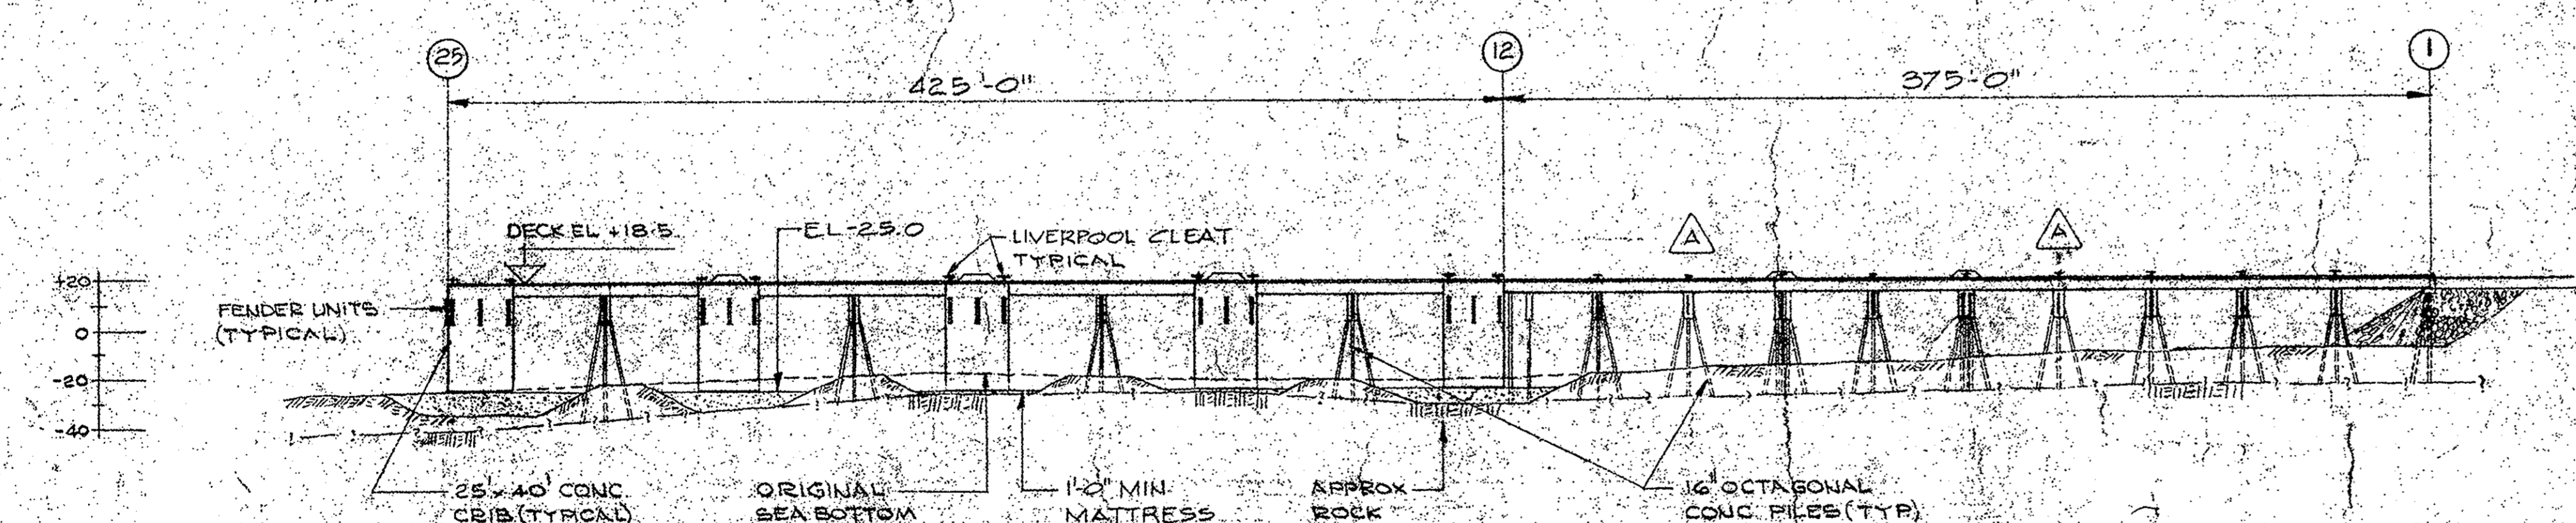 25
12
1
425'-0"
375'-0"
DECK EL +18.5
EL -25.0
LIVERPOOL CLEAT
TYPICAL
A
A
+20
0
-20
-40
FENDER UNITS
(TYPICAL)
25'x40' CONC
CRIB (TYPICAL)
ORIGINAL
SEA BOTTOM
1'-0" MIN
MATTRESS
APPROX
ROCK
16" OCTAGONAL
CONC PILES (TYP)